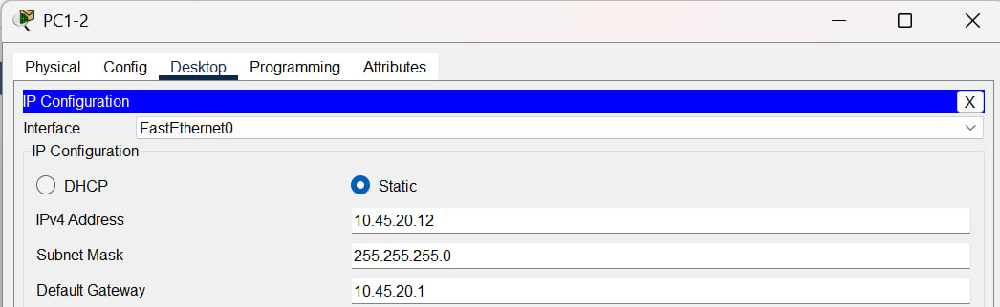 PC1-2
Physical Config Desktop Programming Attributes
IP Configuration X
Interface FastEthernet0
IP Configuration
DHCP Static
IPv4 Address 10.45.20.12
Subnet Mask 255.255.255.0
Default Gateway 10.45.20.1